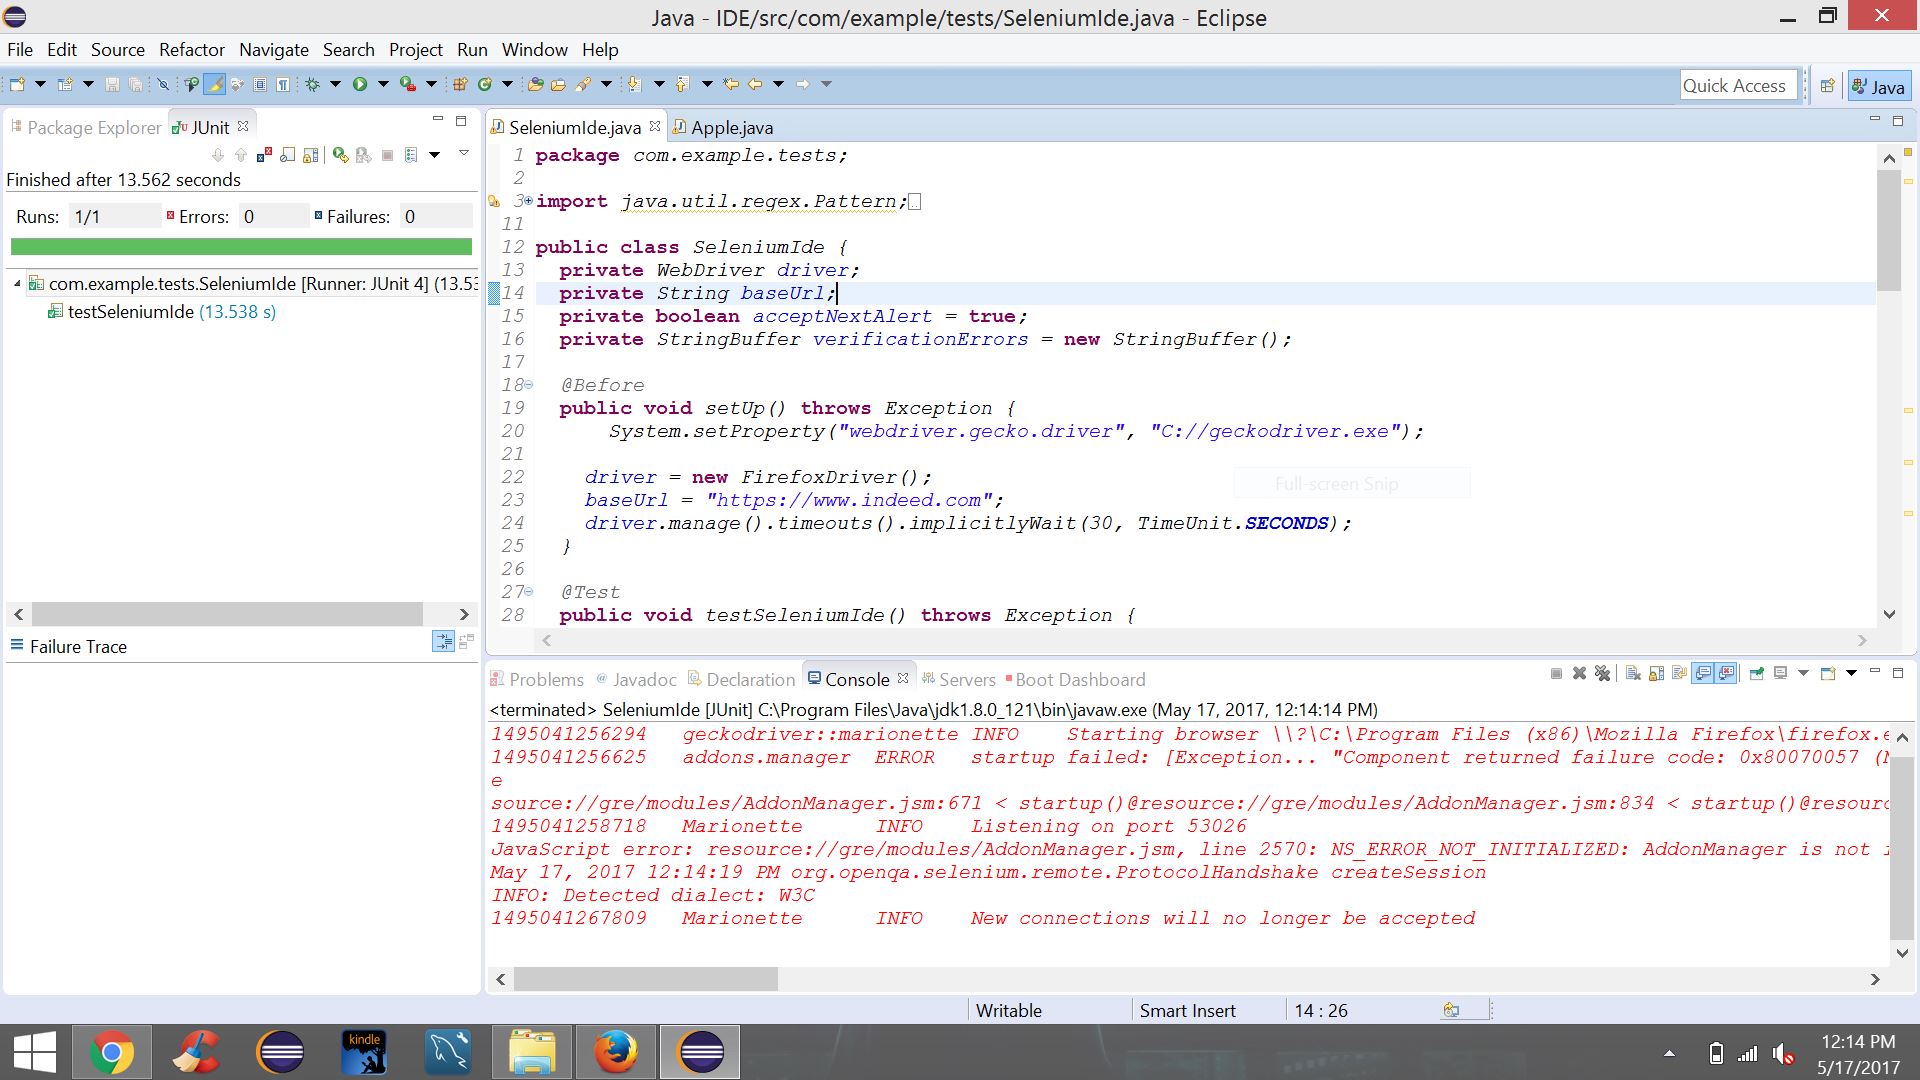 Java - IDE/src/com/example/tests/SeleniumIde.java - Eclipse
File Edit Source Refactor Navigate Search Project Run Window Help
Quick Access
Java
Package Explorer
JUnit
Finished after 13.562 seconds
Runs: 1/1 Errors: 0 Failures: 0
com.example.tests.SeleniumIde [Runner: JUnit 4] (13.53
testSeleniumIde (13.538 s)
Failure Trace
SeleniumIde.java
Apple.java
1 package com.example.tests;
2
3 import java.util.regex.Pattern;
11
12 public class SeleniumIde {
13 private WebDriver driver;
14 private String baseUrl;
15 private boolean acceptNextAlert = true;
16 private StringBuffer verificationErrors = new StringBuffer();
17
18 @Before
19 public void setUp() throws Exception {
20 System.setProperty("webdriver.gecko.driver", "C://geckodriver.exe");
21
22 driver = new FirefoxDriver();
23 baseUrl = "https://www.indeed.com";
24 driver.manage().timeouts().implicitlyWait(30, TimeUnit.SECONDS);
25 }
26
27 @Test
28 public void testSeleniumIde() throws Exception {
Full-screen Snip
Problems @ Javadoc Declaration Console Servers Boot Dashboard
<terminated> SeleniumIde [JUnit] C:\Program Files\Java\jdk1.8.0_121\bin\javaw.exe (May 17, 2017, 12:14:14 PM)
1495041256294 geckodriver::marionette INFO Starting browser \\?\C:\Program Files (x86)\Mozilla Firefox\firefox.e
1495041256625 addons.manager ERROR startup failed: [Exception... "Component returned failure code: 0x80070057 (N
e
source://gre/modules/AddonManager.jsm:671 < startup()@resource://gre/modules/AddonManager.jsm:834 < startup()@resourc
1495041258718 Marionette INFO Listening on port 53026
JavaScript error: resource://gre/modules/AddonManager.jsm, line 2570: NS_ERROR_NOT_INITIALIZED: AddonManager is not i
May 17, 2017 12:14:19 PM org.openqa.selenium.remote.ProtocolHandshake createSession
INFO: Detected dialect: W3C
1495041267809 Marionette INFO New connections will no longer be accepted
Writable
Smart Insert
14 : 26
kindle
12:14 PM
5/17/2017